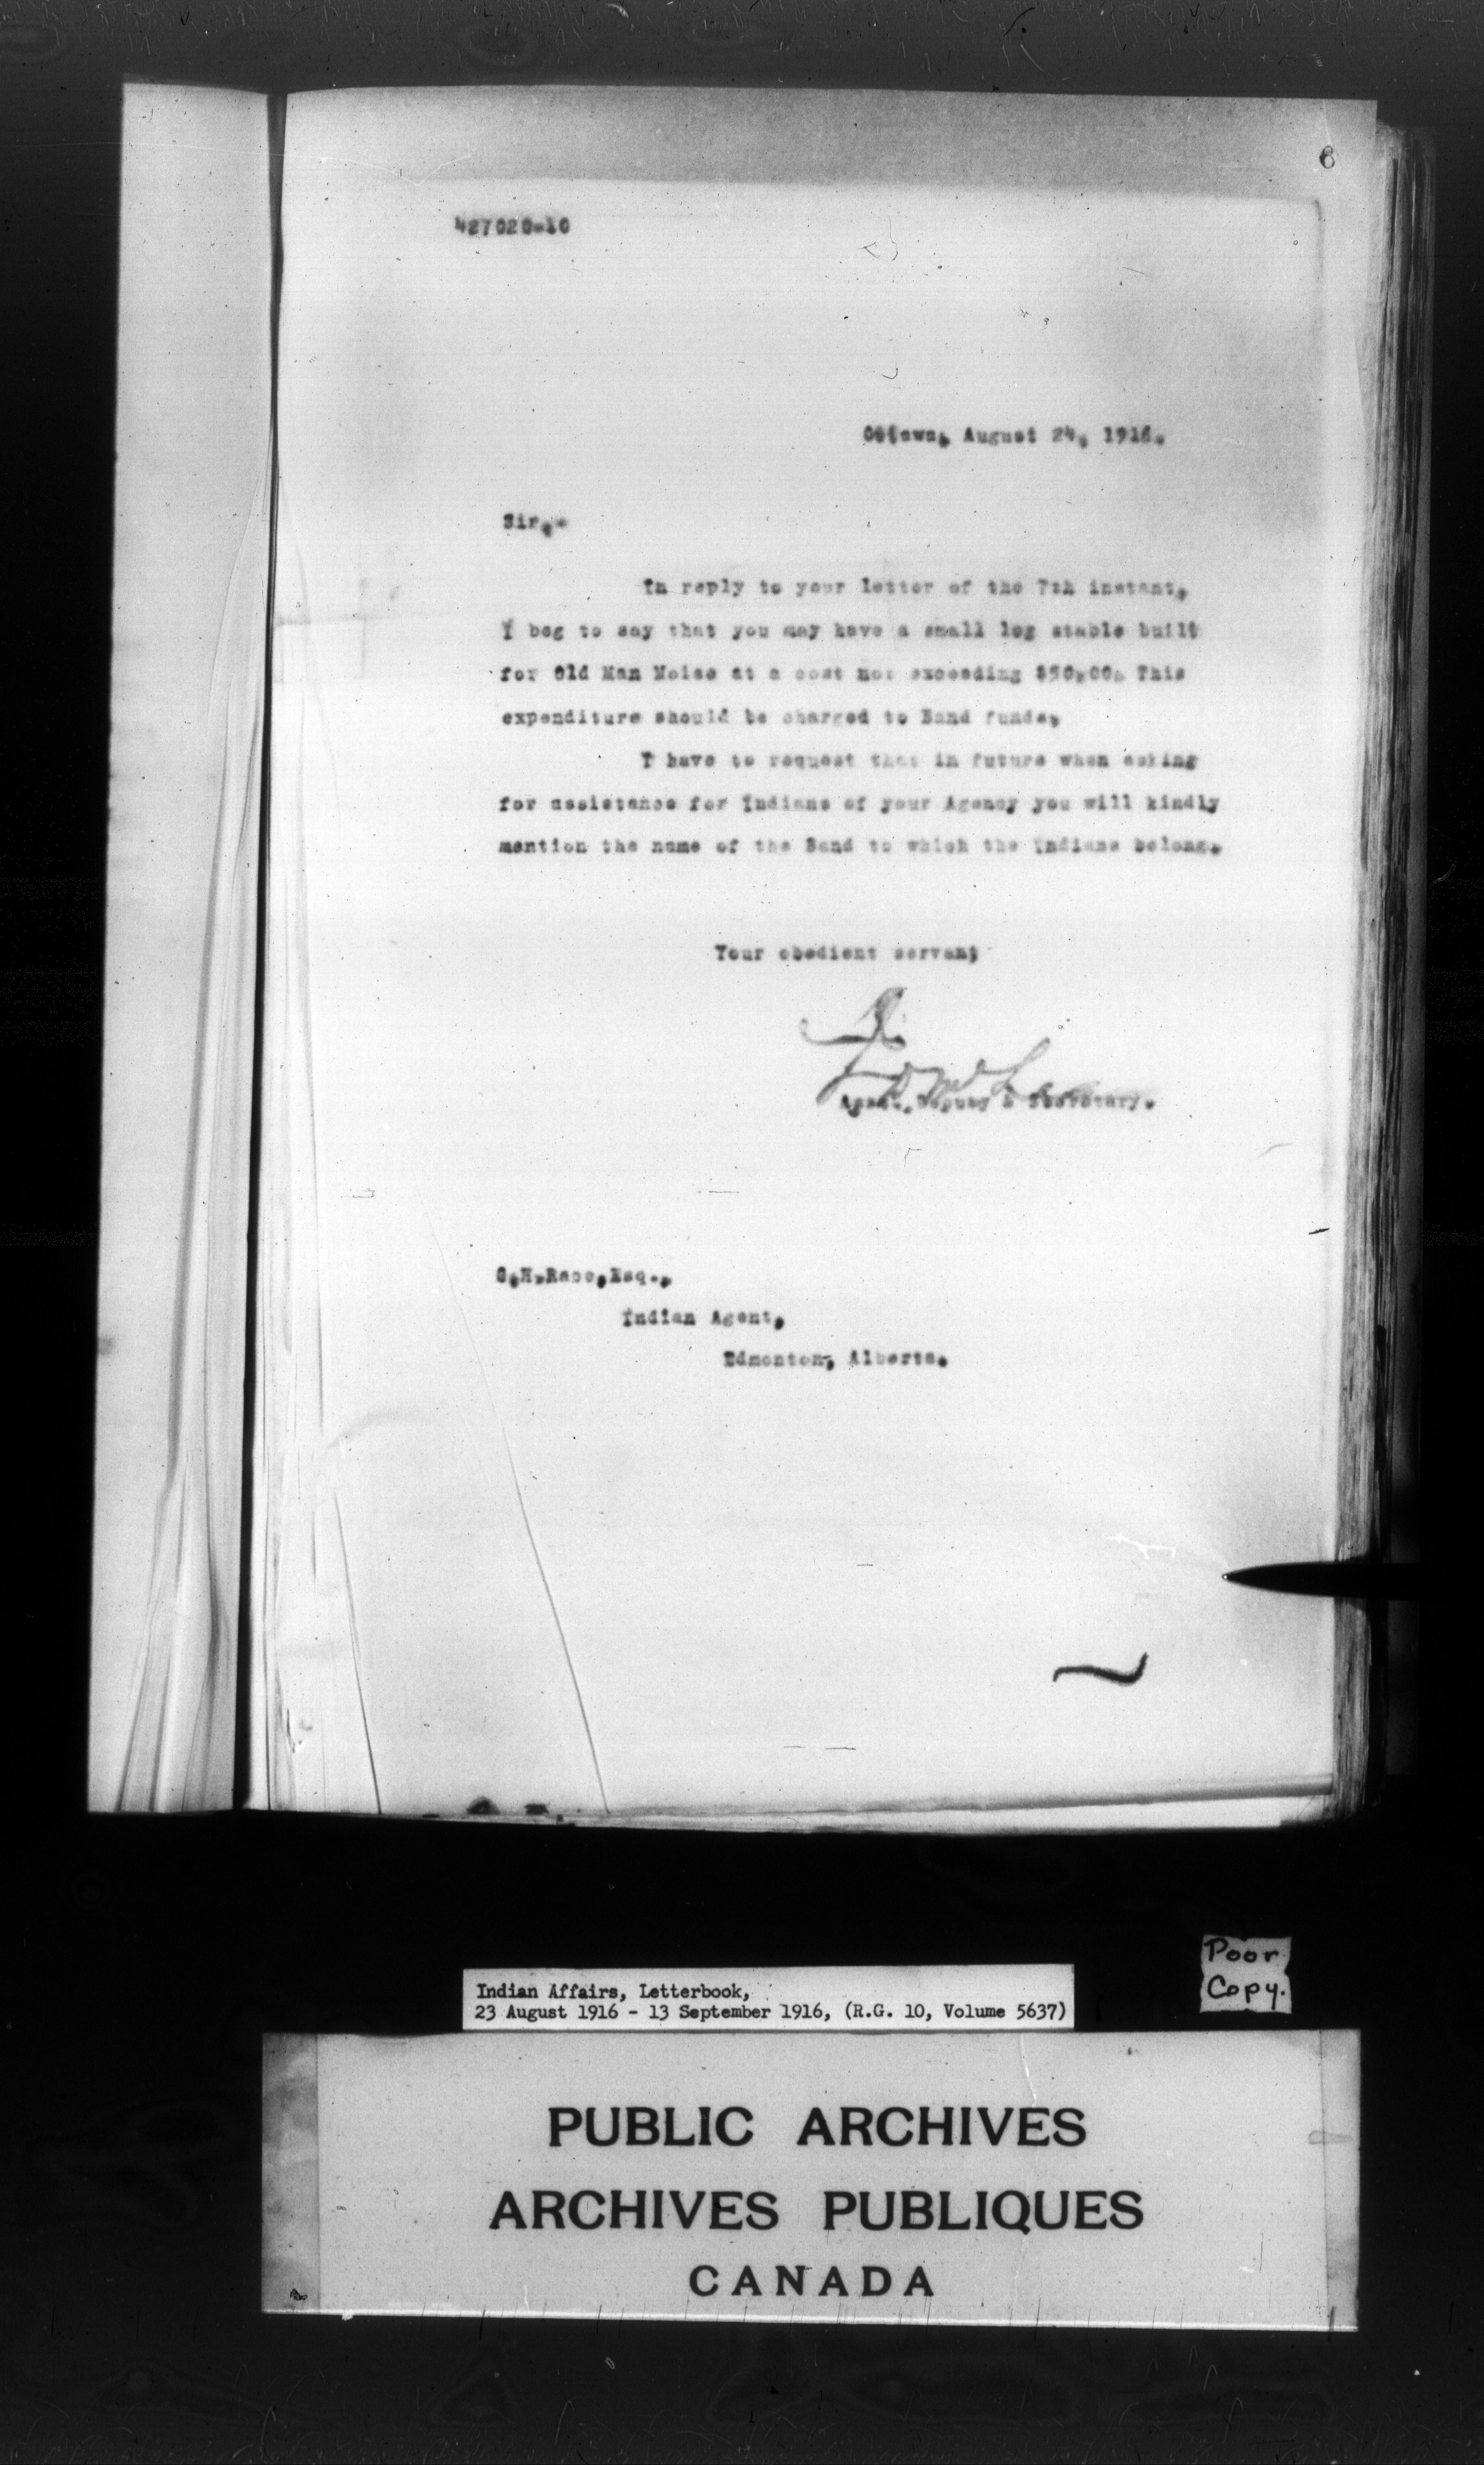 6
427020-10
Ottawa, August 24, 1916.
Sir,-
In reply to your letter of the 7th instant,
I beg to say that you may have a small log stable built
for Old Man Noise at a cost not exceeding $50.00. This
expenditure should be charged to Band funds.
I have to request that in future when asking
for assistance for Indians of your Agency you will kindly
mention the name of the Band to which the Indians belong.
Your obedient servant
Asst. Deputy & Secretary.
G.H.Race,Esq.,
Indian Agent,
Edmonton, Alberta.
Poor
Copy.
Indian Affairs, Letterbook,
23 August 1916 - 13 September 1916, (R.G. 10, Volume 5637)
PUBLIC ARCHIVES
ARCHIVES PUBLIQUES
CANADA